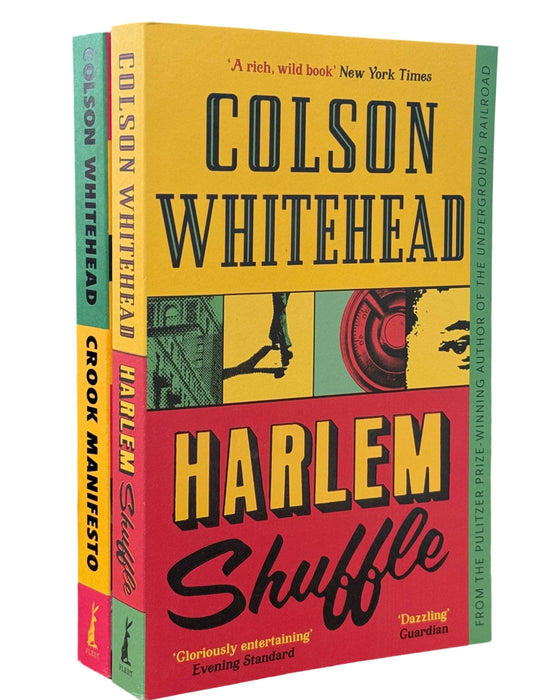 COLSON WHITEHEAD CROOK MANIFESTO
FLEET
COLSON WHITEHEAD HARLEM Shuffle
FLEET
‘A rich, wild book’ New York Times
COLSON
WHITEHEAD
HARLEM
Shuffle
‘Gloriously entertaining’
Evening Standard
‘Dazzling’
Guardian
FROM THE PULITZER PRIZE-WINNING AUTHOR OF THE UNDERGROUND RAILROAD